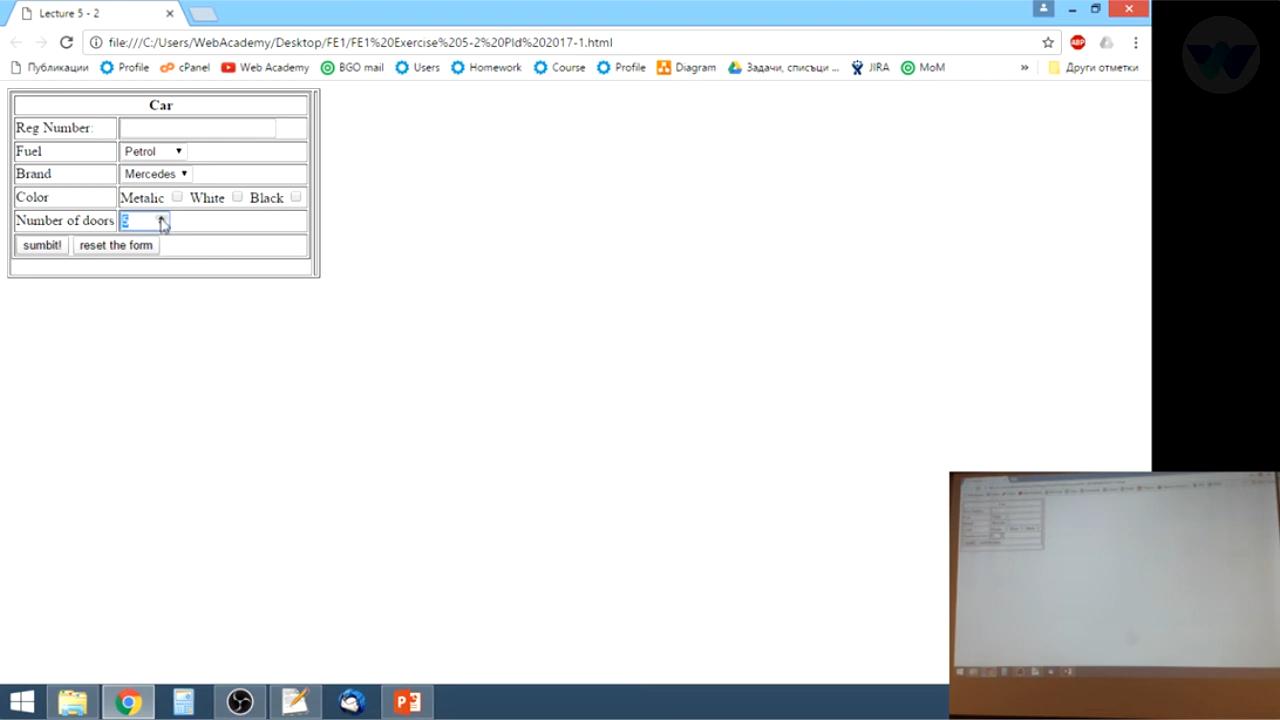 Lecture 5 - 2
file:///C:/Users/WebAcademy/Desktop/FE1/FE1%20Exercise%205-2%20Pld%202017-1.html
ABP
Публикации Profile cPanel Web Academy BGO mail Users Homework Course Profile Diagram Задачи, списъци ... JIRA MoM » Други отметки
Car
Reg Number:
Fuel Petrol
Brand Mercedes
Color Metalic White Black
Number of doors 5
sumbit! reset the form